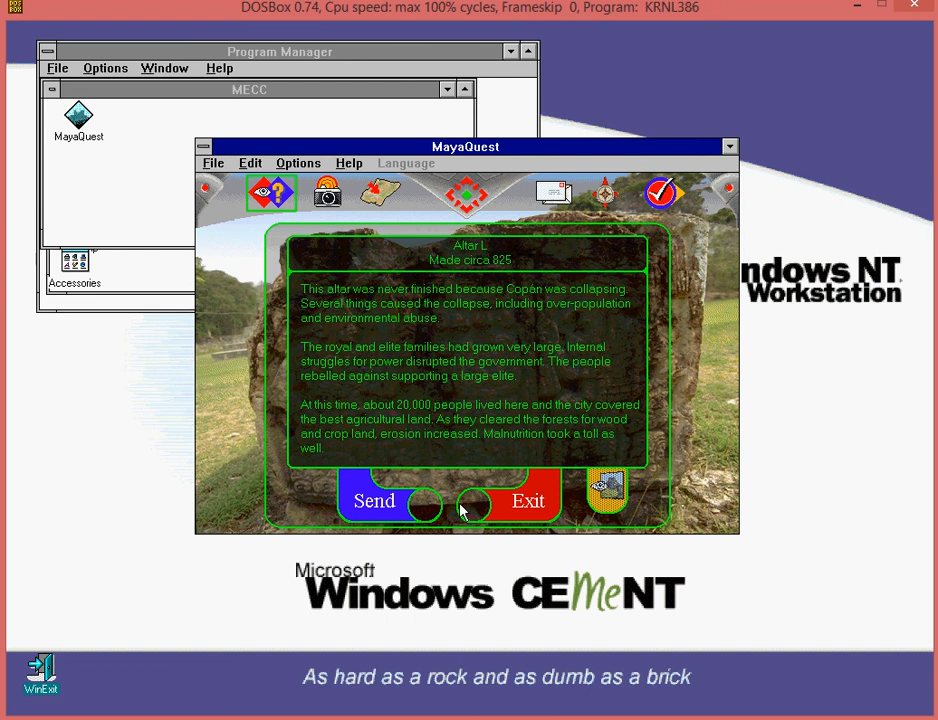 DOSBox 0.74, Cpu speed: max 100% cycles, Frameskip 0, Program: KRNL386
Program Manager
File Options Window Help
MECC
MayaQuest
MayaQuest
File Edit Options Help Language
Altar L
Made circa 825
This altar was never finished because Copán was collapsing.
Several things caused the collapse, including over-population
and environmental abuse.
The royal and elite families had grown very large. Internal
struggles for power disrupted the government. The people
rebelled against supporting a large elite.
At this time, about 20,000 people lived here and the city covered
the best agricultural land. As they cleared the forests for wood
and crop land, erosion increased. Malnutrition took a toll as
well.
Send Exit
Accessories
ndows NT
Workstation
Microsoft
Windows CEMeNT
As hard as a rock and as dumb as a brick
WinExit